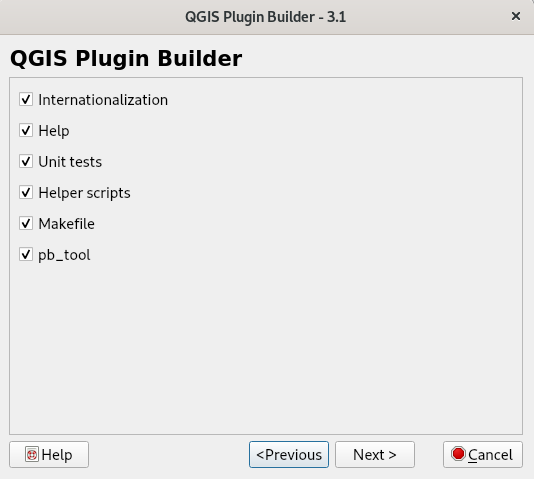 QGIS Plugin Builder - 3.1
QGIS Plugin Builder
Internationalization
Help
Unit tests
Helper scripts
Makefile
pb_tool
Help
<Previous
Next >
Cancel